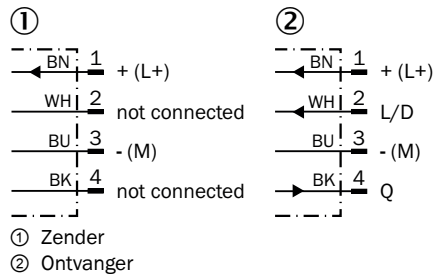 ① ②
BN 1 + (L+) BN 1 + (L+)
WH 2 not connected WH 2 L/D
BU 3 - (M) BU 3 - (M)
BK 4 not connected BK 4 Q
① Zender
② Ontvanger